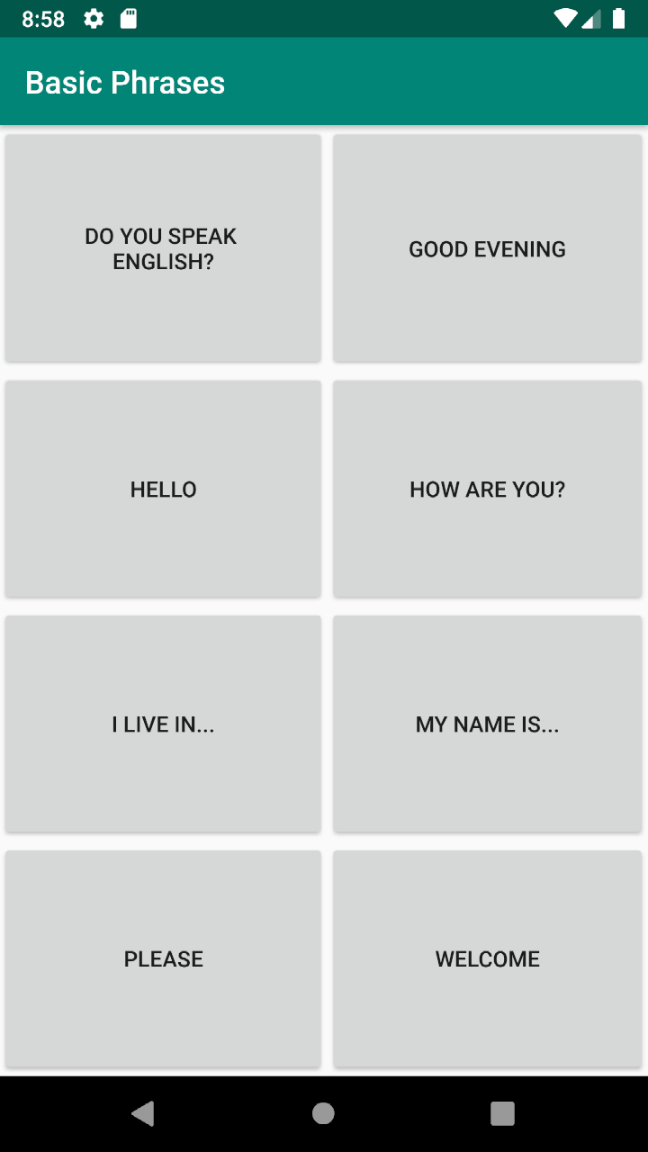 8:58
Basic Phrases
DO YOU SPEAK
ENGLISH?
GOOD EVENING
HELLO
HOW ARE YOU?
I LIVE IN...
MY NAME IS...
PLEASE
WELCOME